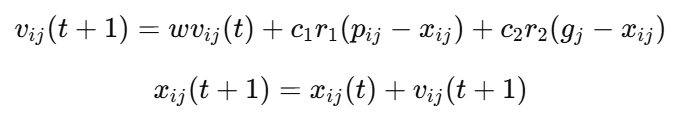 v_{ij}(t + 1) = wv_{ij}(t) + c_1r_1(p_{ij} − x_{ij}) + c_2r_2(g_j − x_{ij})
x_{ij}(t + 1) = x_{ij}(t) + v_{ij}(t + 1)